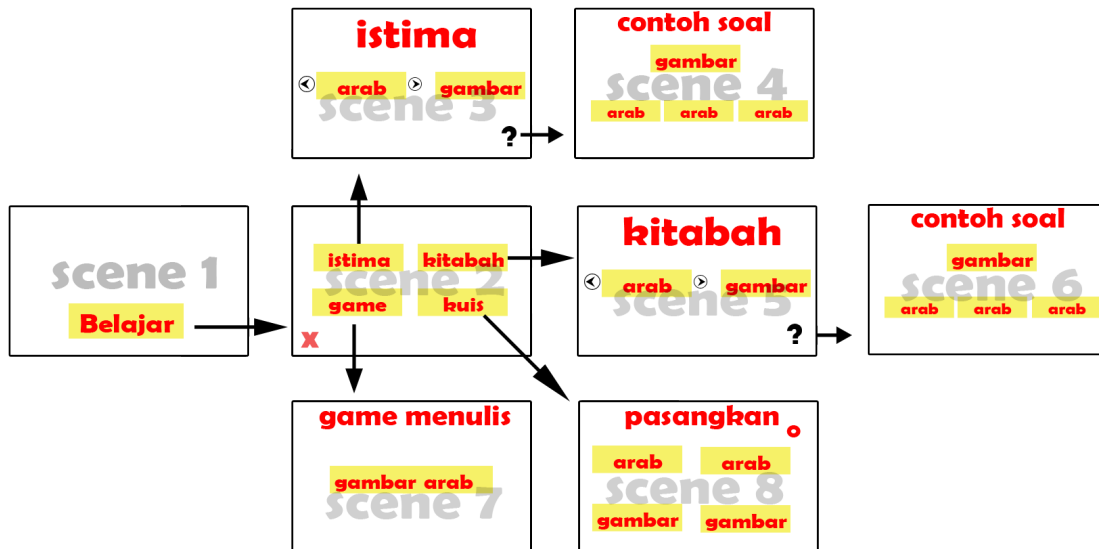 istima
arab gambar
scene 3
?
contoh soal
gambar
scene 4
arab arab arab
scene 1
Belajar
istima kitabah
scene 2
game kuis
x
kitabah
arab gambar
scene 5
?
contoh soal
gambar
scene 6
arab arab arab
game menulis
gambar arab
scene 7
pasangkan
o
arab arab
scene 8
gambar gambar